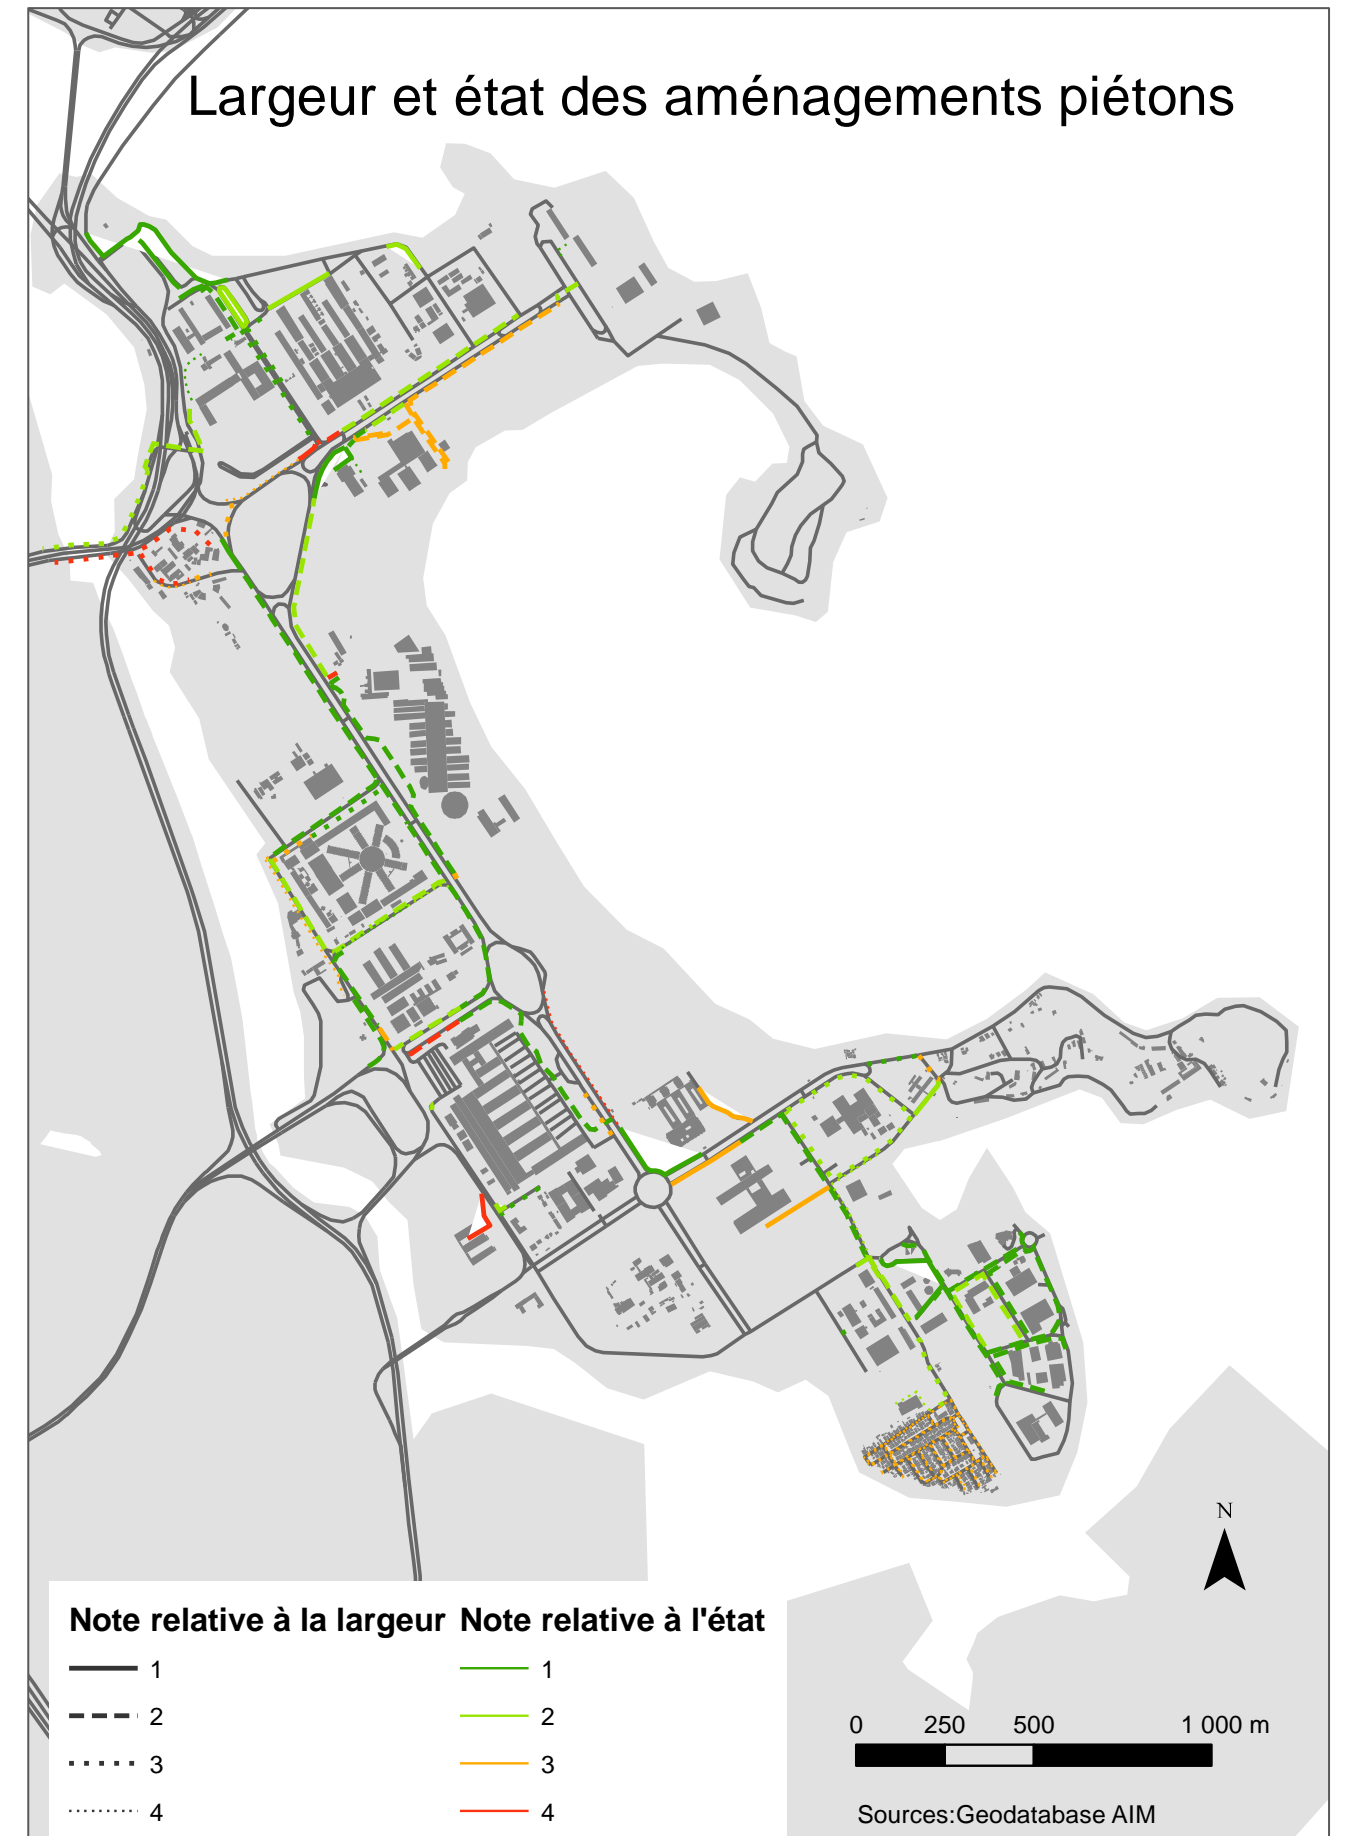 Largeur et état des aménagements piétons
N
Note relative à la largeur Note relative à l'état
1 1
2 2
3 3
4 4
0 250 500 1 000 m
Sources:Geodatabase AIM